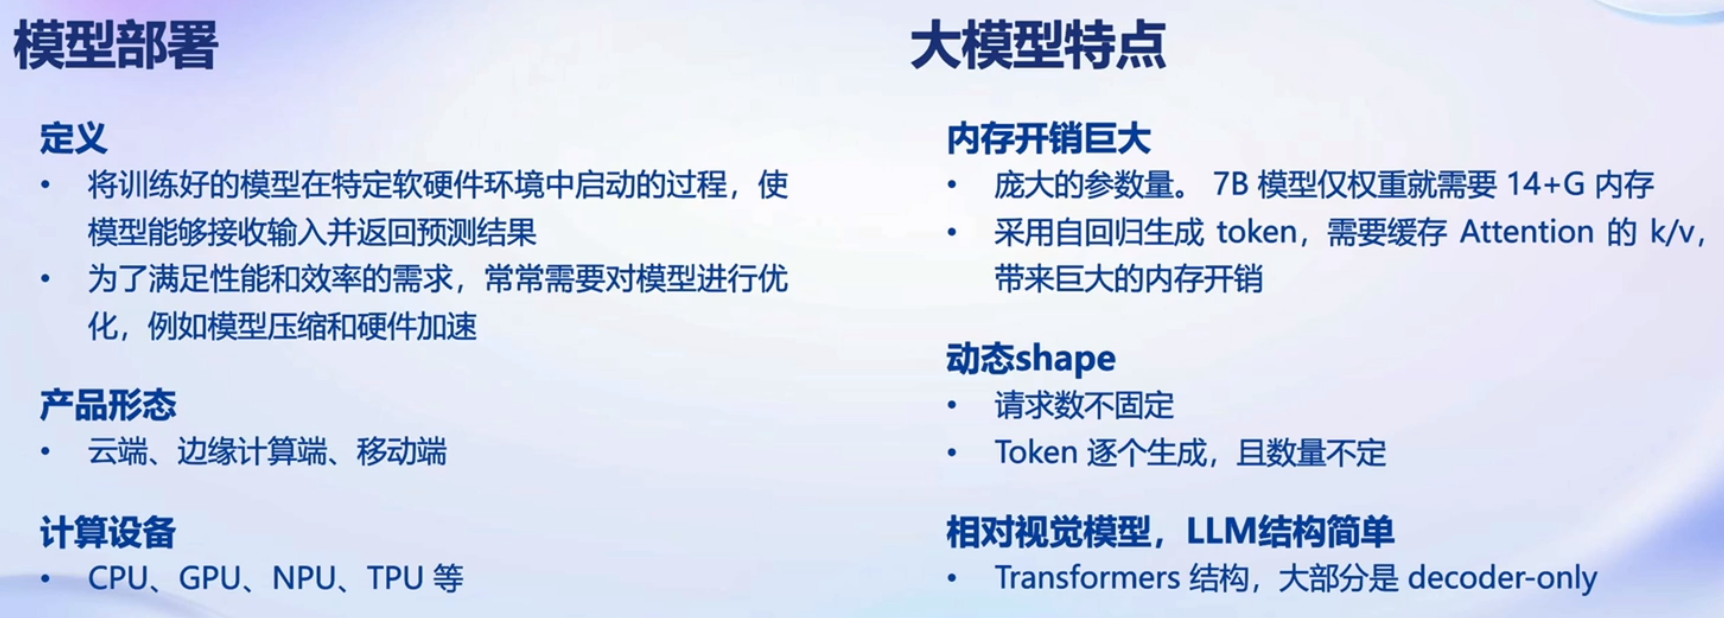 模型部署
定义
• 将训练好的模型在特定软硬件环境中启动的过程，使
模型能够接收输入并返回预测结果
• 为了满足性能和效率的需求，常常需要对模型进行优
化，例如模型压缩和硬件加速
产品形态
• 云端、边缘计算端、移动端
计算设备
• CPU、GPU、NPU、TPU 等
大模型特点
内存开销巨大
• 庞大的参数量。 7B 模型仅权重就需要 14+G 内存
• 采用自回归生成 token，需要缓存 Attention 的 k/v，
带来巨大的内存开销
动态shape
• 请求数不固定
• Token 逐个生成，且数量不定
相对视觉模型，LLM结构简单
• Transformers 结构，大部分是 decoder-only